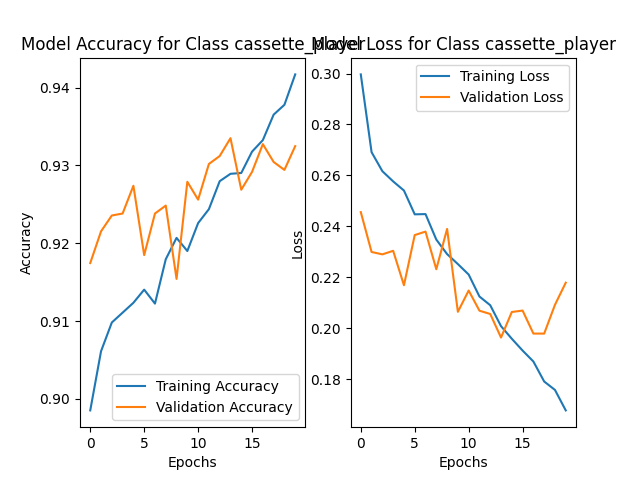 Model Accuracy for Class cassette_player
Model Loss for Class cassette_player
Accuracy
0.94
0.93
0.92
0.91
0.90
Training Accuracy
Validation Accuracy
0
5
10
15
Epochs
Loss
0.30
0.28
0.26
0.24
0.22
0.20
0.18
Training Loss
Validation Loss
0
5
10
15
Epochs